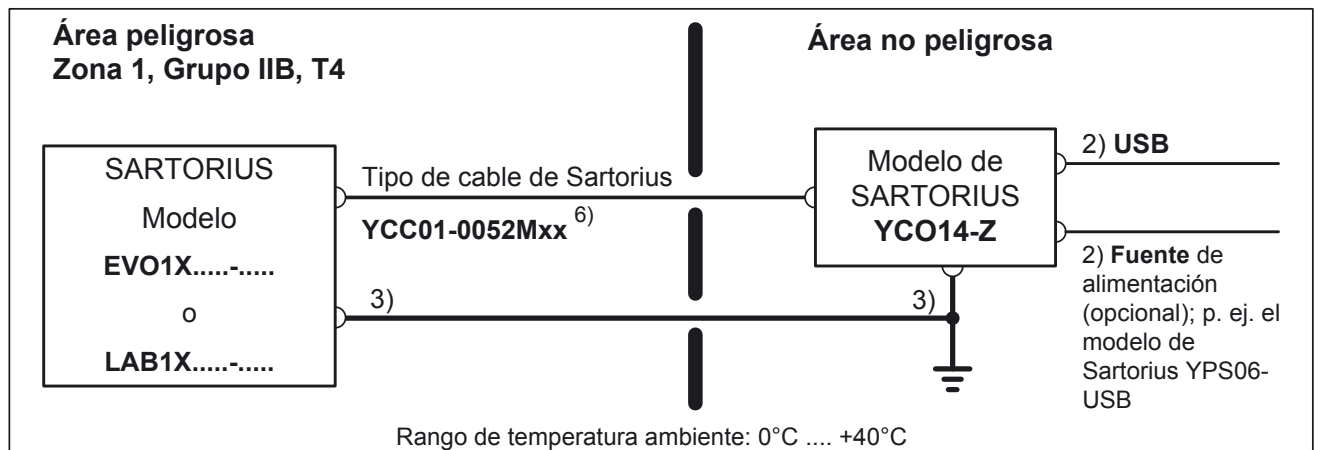 Área peligrosa
Zona 1, Grupo IIB, T4
Área no peligrosa
SARTORIUS
Modelo
EVO1X.....-.....
o
LAB1X.....-.....
Tipo de cable de Sartorius
YCC01-0052Mxx 6)
3)
3)
Modelo de
SARTORIUS
YCO14-Z
2) USB
2) Fuente de
alimentación
(opcional); p. ej. el
modelo de
Sartorius YPS06-
USB
Rango de temperatura ambiente: 0°C .... +40°C